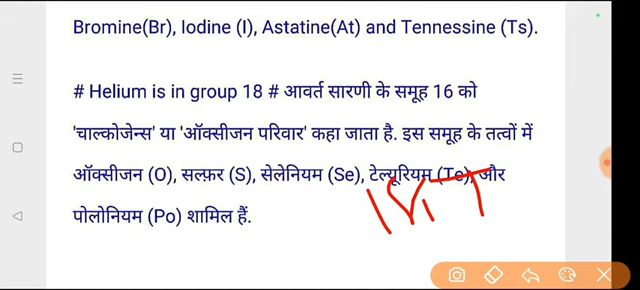 Bromine(Br), Iodine (I), Astatine(At) and Tennessine (Ts).
# Helium is in group 18 # आवर्त सारणी के समूह 16 को
'चाल्कोजेन्स' या 'ऑक्सीजन परिवार' कहा जाता है. इस समूह के तत्वों में
ऑक्सीजन (O), सल्फ़र (S), सेलेनियम (Se), टेल्यूरियम (Te), और
पोलोनियम (Po) शामिल हैं.